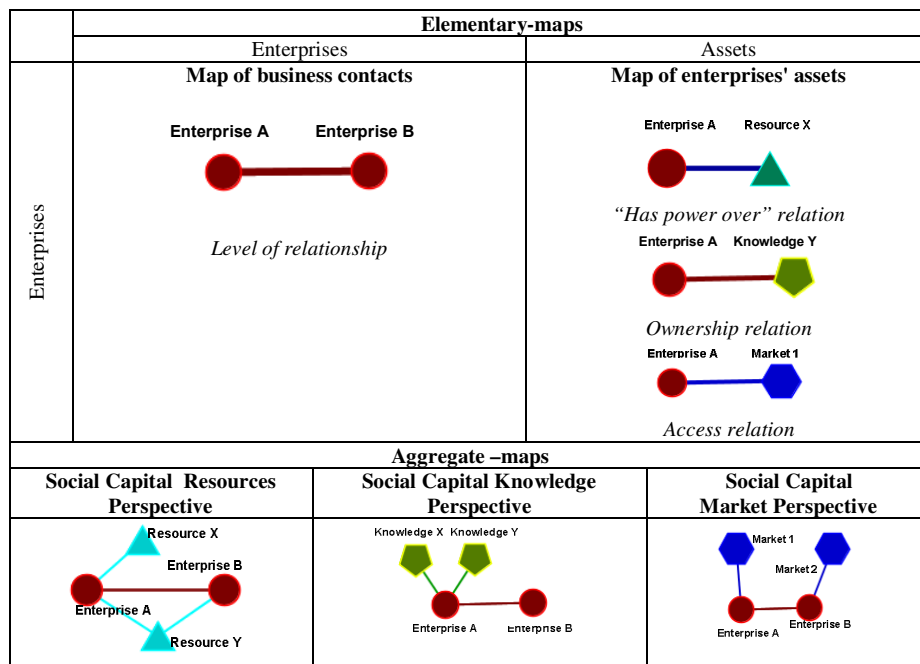 Elementary-maps
Enterprises
Assets
Enterprises
Map of business contacts
Enterprise A
Enterprise B
Level of relationship
Map of enterprises' assets
Enterprise A
Resource X
“Has power over” relation
Enterprise A
Knowledge Y
Ownership relation
Enterprise A
Market 1
Access relation
Aggregate –maps
Social Capital Resources
Perspective
Social Capital Knowledge
Perspective
Social Capital
Market Perspective
Resource X
Enterprise B
Enterprise A
Resource Y
Knowledge X
Knowledge Y
Enterprise A
Enterprise B
Market 1
Market 2
Enterprise A
Enterprise B